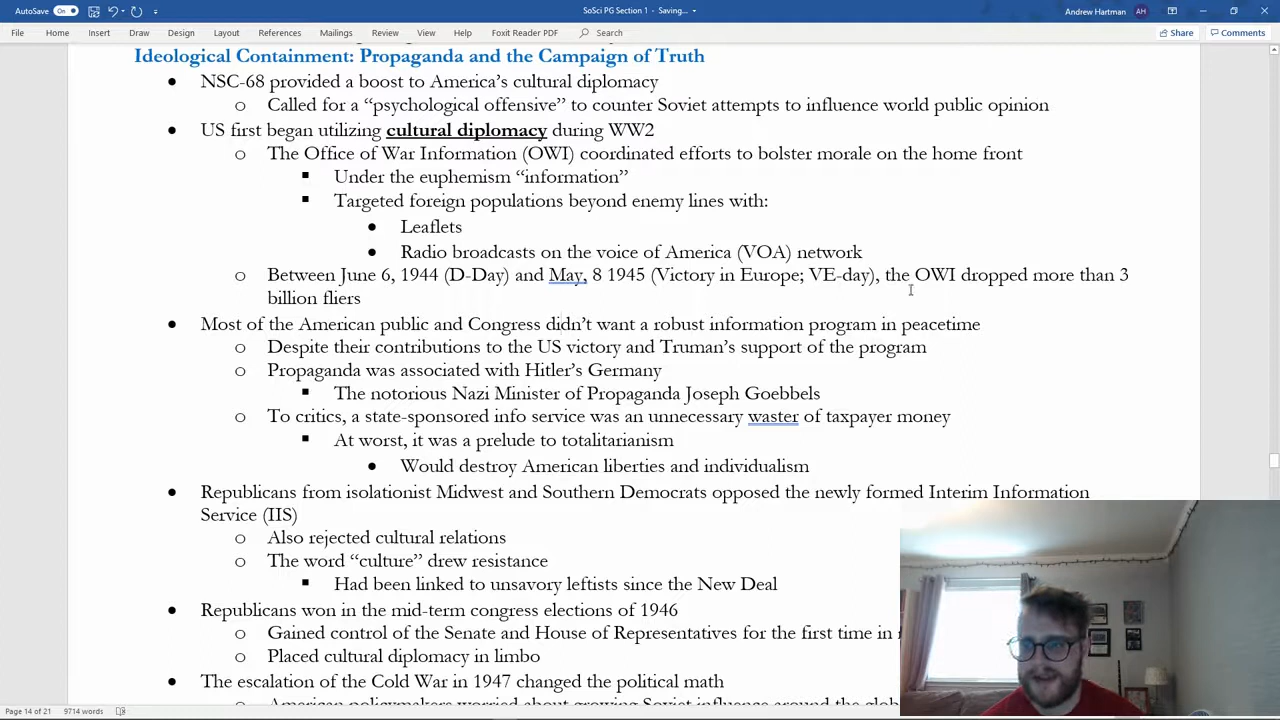 AutoSave On
SoSci PG Section 1 - Saving...
Andrew Hartman AH
File Home Insert Draw Design Layout References Mailings Review View Help Foxit Reader PDF Search Share Comments
Ideological Containment: Propaganda and the Campaign of Truth
• NSC-68 provided a boost to America’s cultural diplomacy
o Called for a “psychological offensive” to counter Soviet attempts to influence world public opinion
• US first began utilizing cultural diplomacy during WW2
o The Office of War Information (OWI) coordinated efforts to bolster morale on the home front
▪ Under the euphemism “information”
▪ Targeted foreign populations beyond enemy lines with:
• Leaflets
• Radio broadcasts on the voice of America (VOA) network
o Between June 6, 1944 (D-Day) and May, 8 1945 (Victory in Europe; VE-day), the OWI dropped more than 3
billion fliers
• Most of the American public and Congress didn’t want a robust information program in peacetime
o Despite their contributions to the US victory and Truman’s support of the program
o Propaganda was associated with Hitler’s Germany
▪ The notorious Nazi Minister of Propaganda Joseph Goebbels
o To critics, a state-sponsored info service was an unnecessary waster of taxpayer money
▪ At worst, it was a prelude to totalitarianism
• Would destroy American liberties and individualism
• Republicans from isolationist Midwest and Southern Democrats opposed the newly formed Interim Information
Service (IIS)
o Also rejected cultural relations
o The word “culture” drew resistance
▪ Had been linked to unsavory leftists since the New Deal
• Republicans won in the mid-term congress elections of 1946
o Gained control of the Senate and House of Representatives for the first time in
o Placed cultural diplomacy in limbo
• The escalation of the Cold War in 1947 changed the political math
o American policymakers worried about growing Soviet influence around the
Page 14 of 21 9714 words